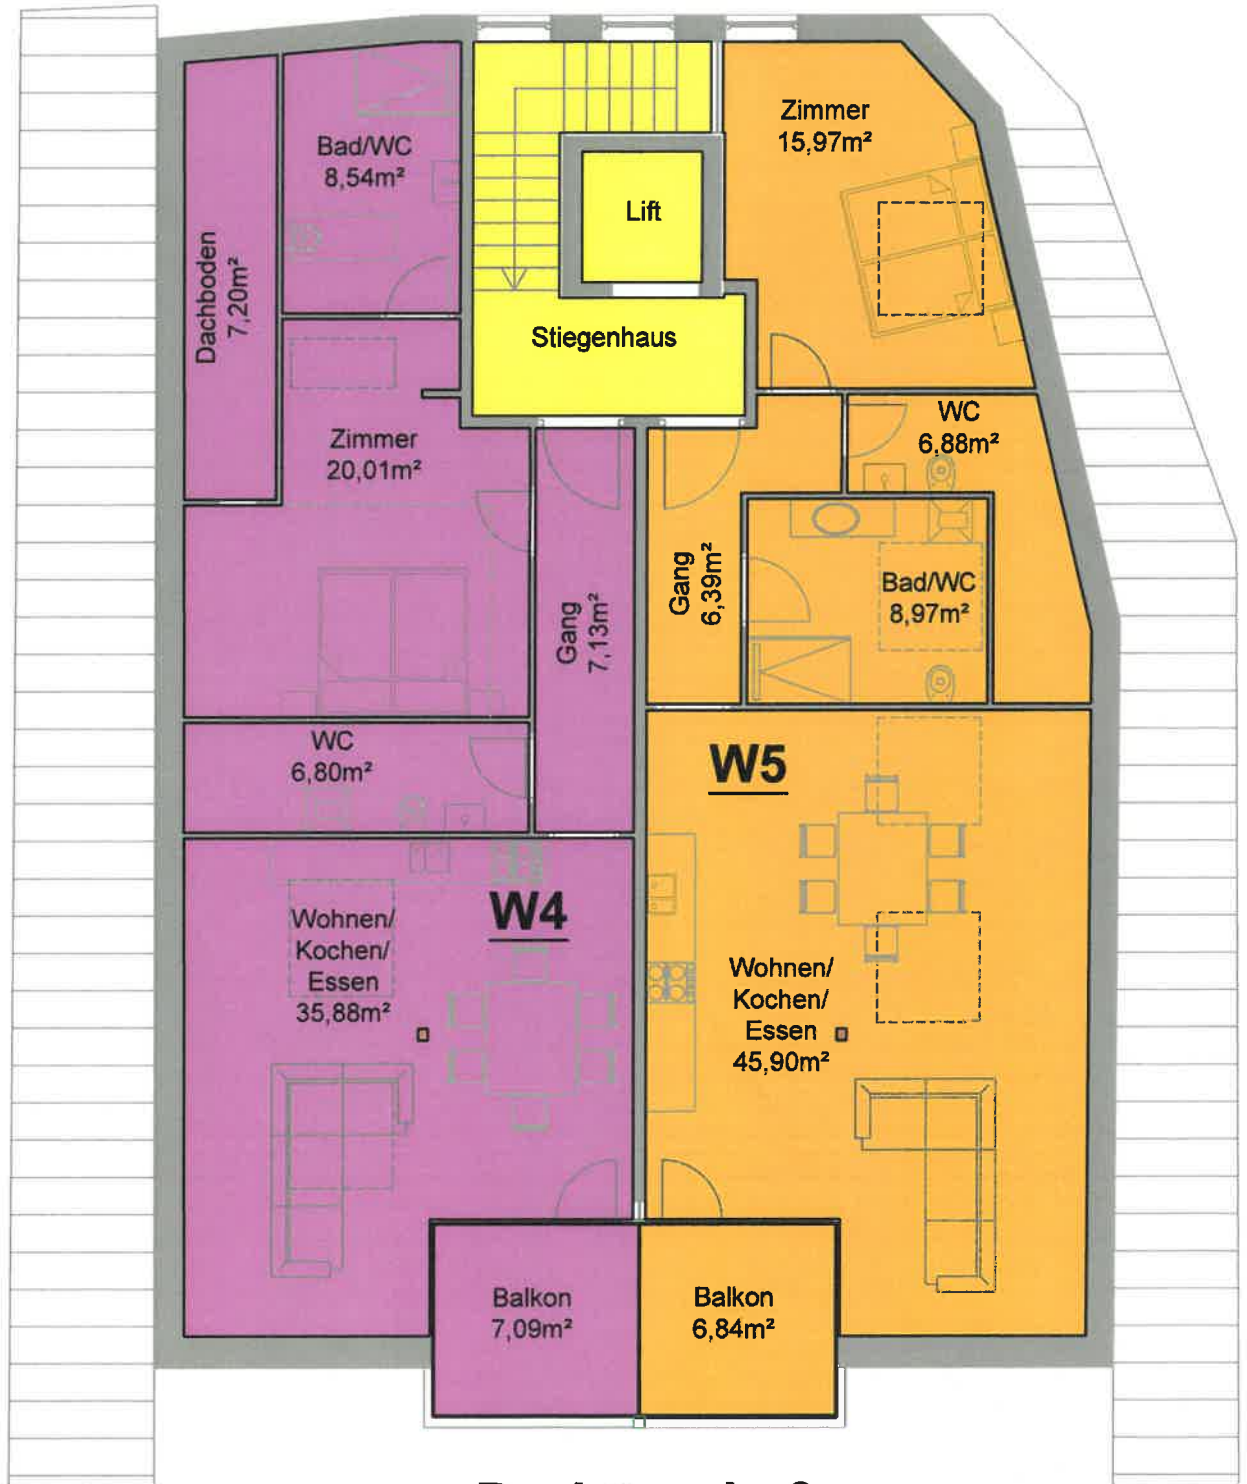 Zimmer
15,97m²
Bad/WC
8,54m²
Lift
Dachboden
7,20m²
Stiegenhaus
Zimmer
20,01m²
WC
6,88m²
Gang
6,39m²
Bad/WC
8,97m²
Gang
7,13m²
WC
6,80m²
W5
W4
Wohnen/
Kochen/
Essen
35,88m²
Wohnen/
Kochen/
Essen
45,90m²
Balkon
7,09m²
Balkon
6,84m²